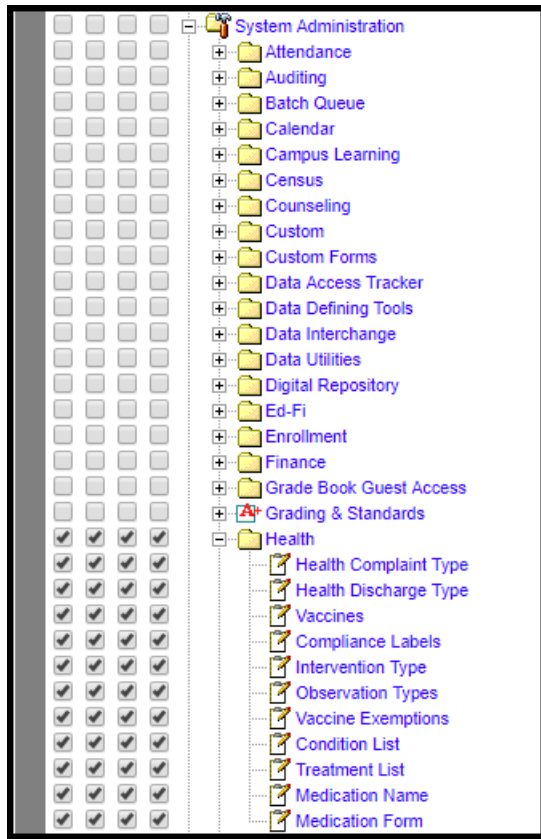 System Administration
Attendance
Auditing
Batch Queue
Calendar
Campus Learning
Census
Counseling
Custom
Custom Forms
Data Access Tracker
Data Defining Tools
Data Interchange
Data Utilities
Digital Repository
Ed-Fi
Enrollment
Finance
Grade Book Guest Access
A+ Grading & Standards
Health
Health Complaint Type
Health Discharge Type
Vaccines
Compliance Labels
Intervention Type
Observation Types
Vaccine Exemptions
Condition List
Treatment List
Medication Name
Medication Form